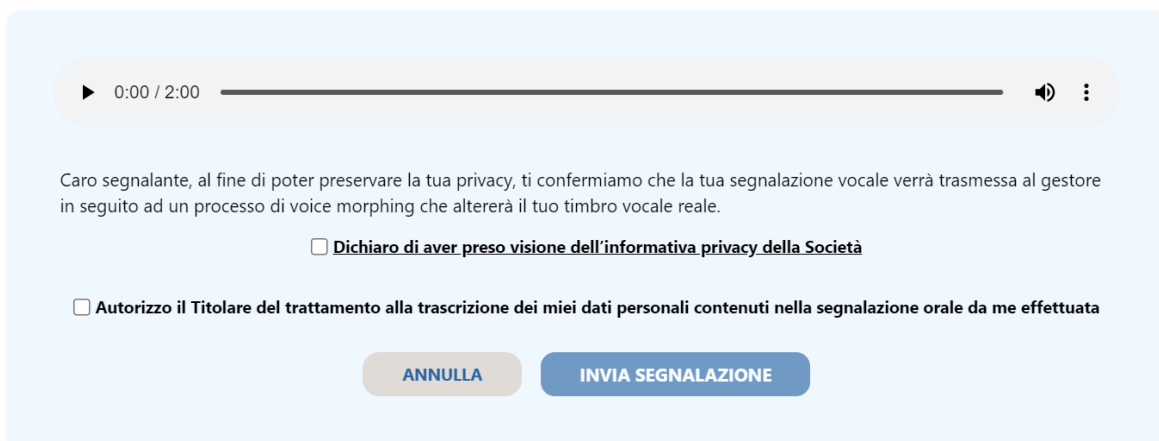 0:00 / 2:00
Caro segnalante, al fine di poter preservare la tua privacy, ti confermiamo che la tua segnalazione vocale verrà trasmessa al gestore
in seguito ad un processo di voice morphing che altererà il tuo timbro vocale reale.
Dichiaro di aver preso visione dell'informativa privacy della Società
Autorizzo il Titolare del trattamento alla trascrizione dei miei dati personali contenuti nella segnalazione orale da me effettuata
ANNULLA INVIA SEGNALAZIONE